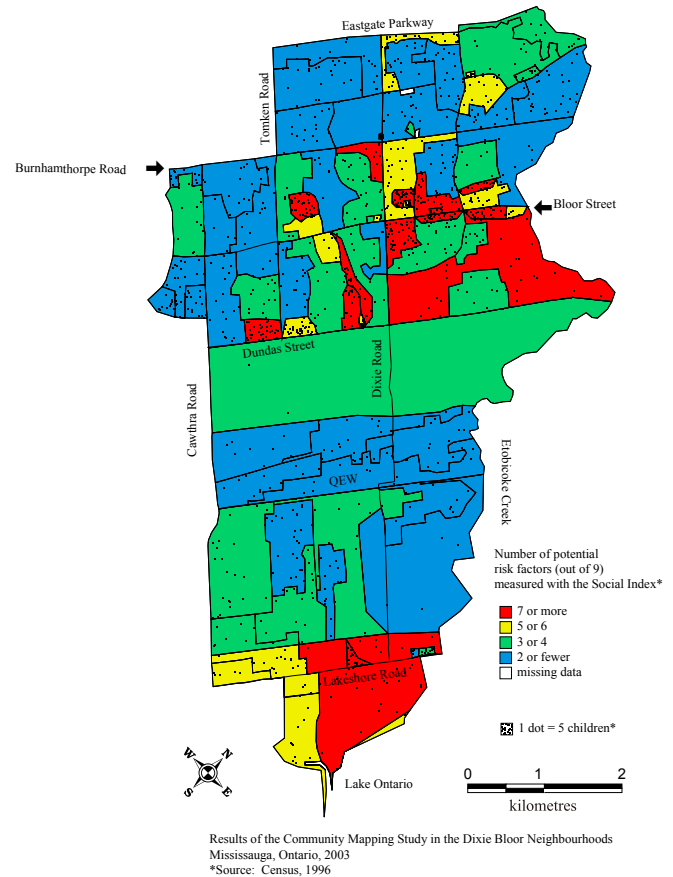 Eastgate Parkway
Tomken Road
Burnhamthorpe Road
Bloor Street
Dundas Street
Dixie Road
Cawthra Road
Etobicoke Creek
QEW
Number of potential
risk factors (out of 9)
measured with the Social Index*
7 or more
5 or 6
3 or 4
2 or fewer
missing data
Lakeshore Road
1 dot = 5 children*
W N
S E
Lake Ontario
0 1 2
kilometres
Results of the Community Mapping Study in the Dixie Bloor Neighbourhoods
Mississauga, Ontario, 2003
*Source: Census, 1996